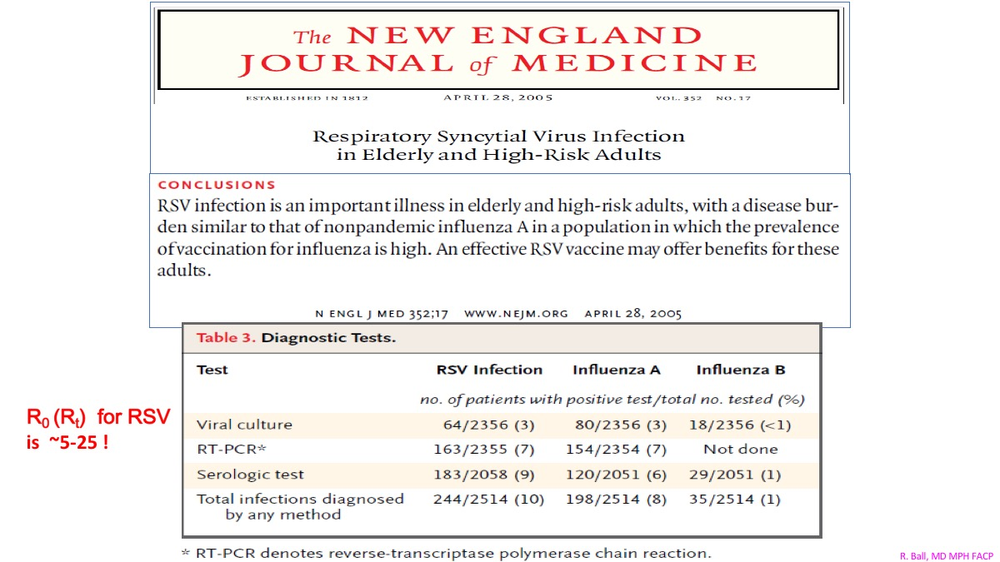 The NEW ENGLAND
JOURNAL of MEDICINE
ESTABLISHED IN 1812 APRIL 28, 2005 VOL. 352 NO. 17
Respiratory Syncytial Virus Infection
in Elderly and High-Risk Adults
CONCLUSIONS
RSV infection is an important illness in elderly and high-risk adults, with a disease bur-
den similar to that of nonpandemic influenza A in a population in which the prevalence
of vaccination for influenza is high. An effective RSV vaccine may offer benefits for these
adults.
N ENGL J MED 352;17 WWW.NEJM.ORG APRIL 28, 2005
Table 3. Diagnostic Tests.
Test RSV Infection Influenza A Influenza B
no. of patients with positive test/total no. tested (%)
Viral culture 64/2356 (3) 80/2356 (3) 18/2356 (<1)
RT-PCR* 163/2355 (7) 154/2354 (7) Not done
Serologic test 183/2058 (9) 120/2051 (6) 29/2051 (1)
Total infections diagnosed 244/2514 (10) 198/2514 (8) 35/2514 (1)
by any method
* RT-PCR denotes reverse-transcriptase polymerase chain reaction.
R0 (Rt) for RSV
is ~5-25 !
R. Ball, MD MPH FACP